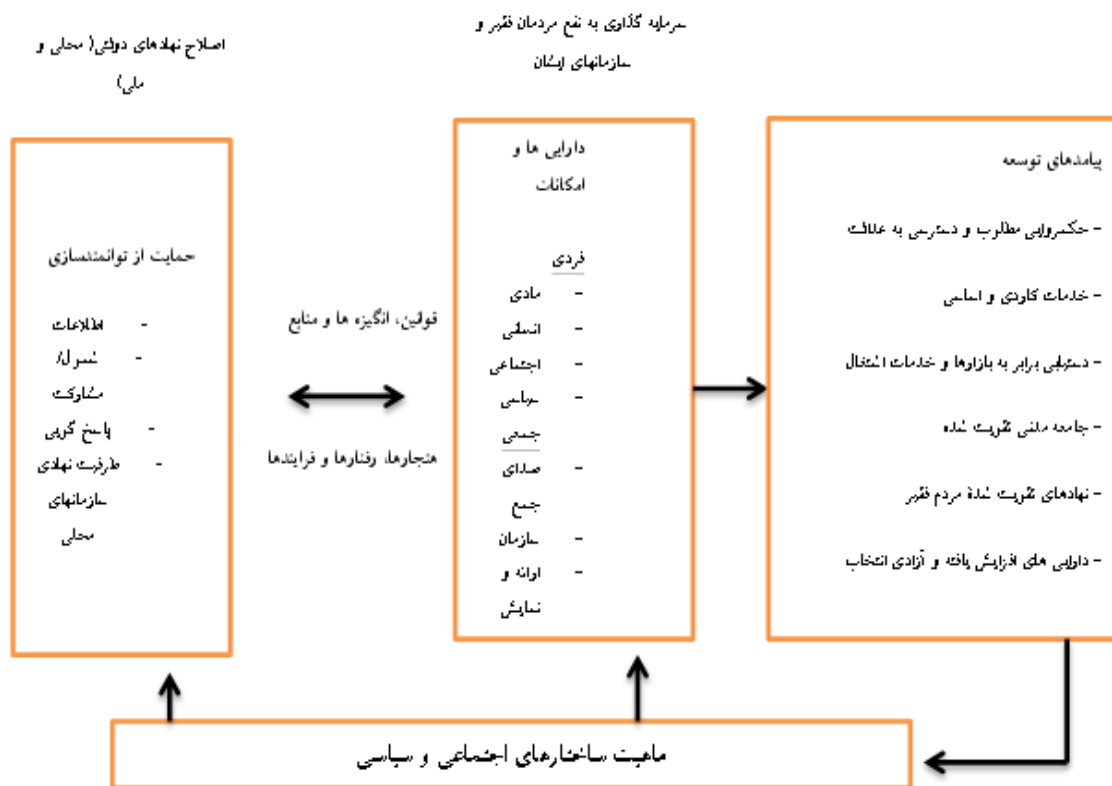 سرمایه گذاری به نفع مردمان فقیر و
سازمانهای ایشان
اصلاح نهادهای دولتی( محلی و
ملی)
پیامدهای توسعه
- حکمروایی مطلوب و دسترسی به عدالت
- خدمات کاردی و اساسی
- دستیابی برابر به بازارها و خدمات اشتغال
- جامعه مدنی تقویت شده
- نهادهای تقویت شدهٔ مردم فقیر
- دارایی های افزایش یافته و آزادی انتخاب
دارایی ها و
امکانات
فردی
- مادی
- انسانی
- اجتماعی
- سیاسی
جمعی
- صدای
جمع
- سازمان
- ارائه و
نمایش
قوانین، انگیزه ها و منابع
هنجارها، رفتارها و فرایندها
حمایت از توانمندسازی
- اطلاعات
- شمول/
مشارکت
- پاسخ گویی
- ظرفیت نهادی
سازمانهای
محلی
ماهیت ساختارهای اجتماعی و سیاسی